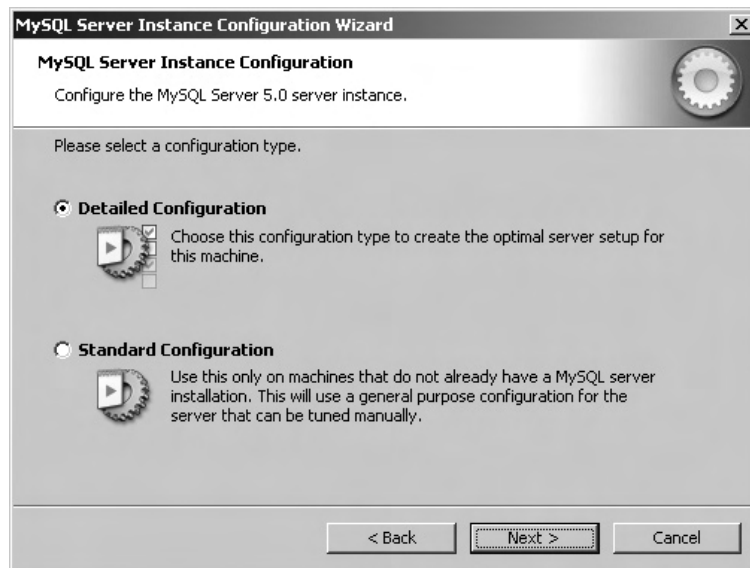 MySQL Server Instance Configuration Wizard
MySQL Server Instance Configuration
Configure the MySQL Server 5.0 server instance.
Please select a configuration type.
Detailed Configuration
Choose this configuration type to create the optimal server setup for
this machine.
Standard Configuration
Use this only on machines that do not already have a MySQL server
installation. This will use a general purpose configuration for the
server that can be tuned manually.
< Back
Next >
Cancel